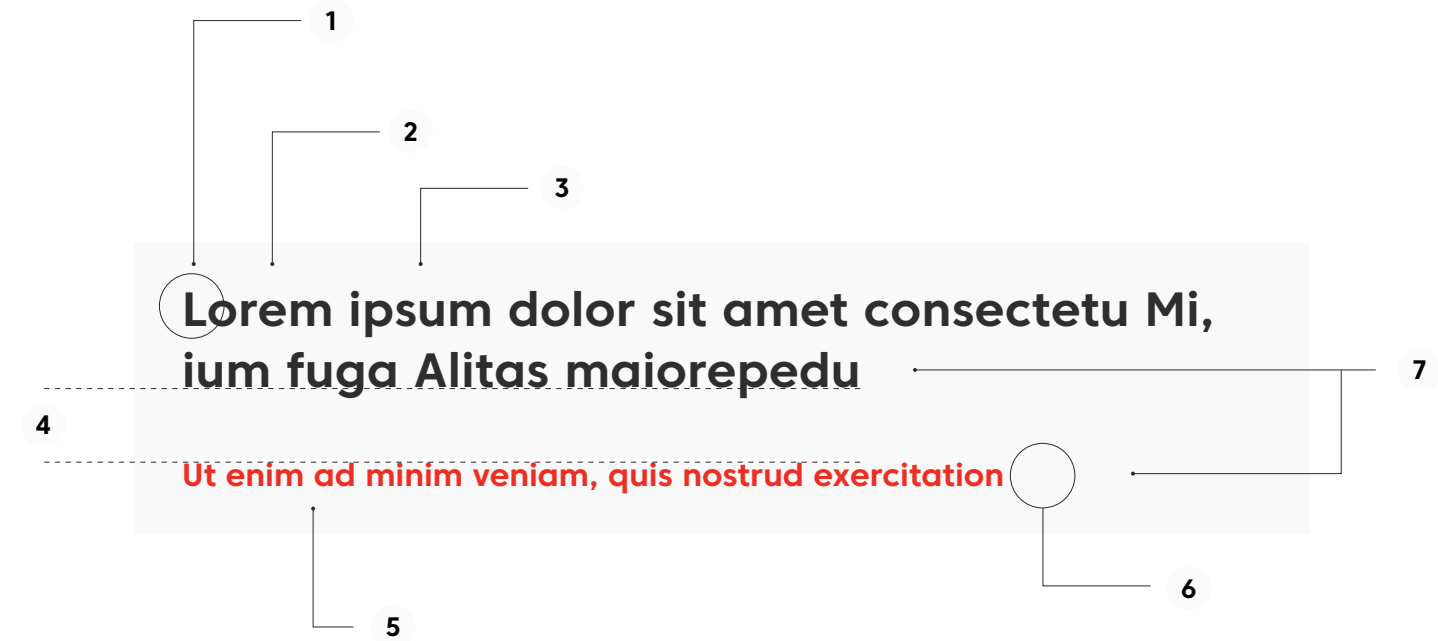 1
2
3
Lorem ipsum dolor sit amet consectetu Mi,
ium fuga Alitas maiorepedu
7
4
Ut enim ad minim veniam, quis nostrud exercitation
6
5